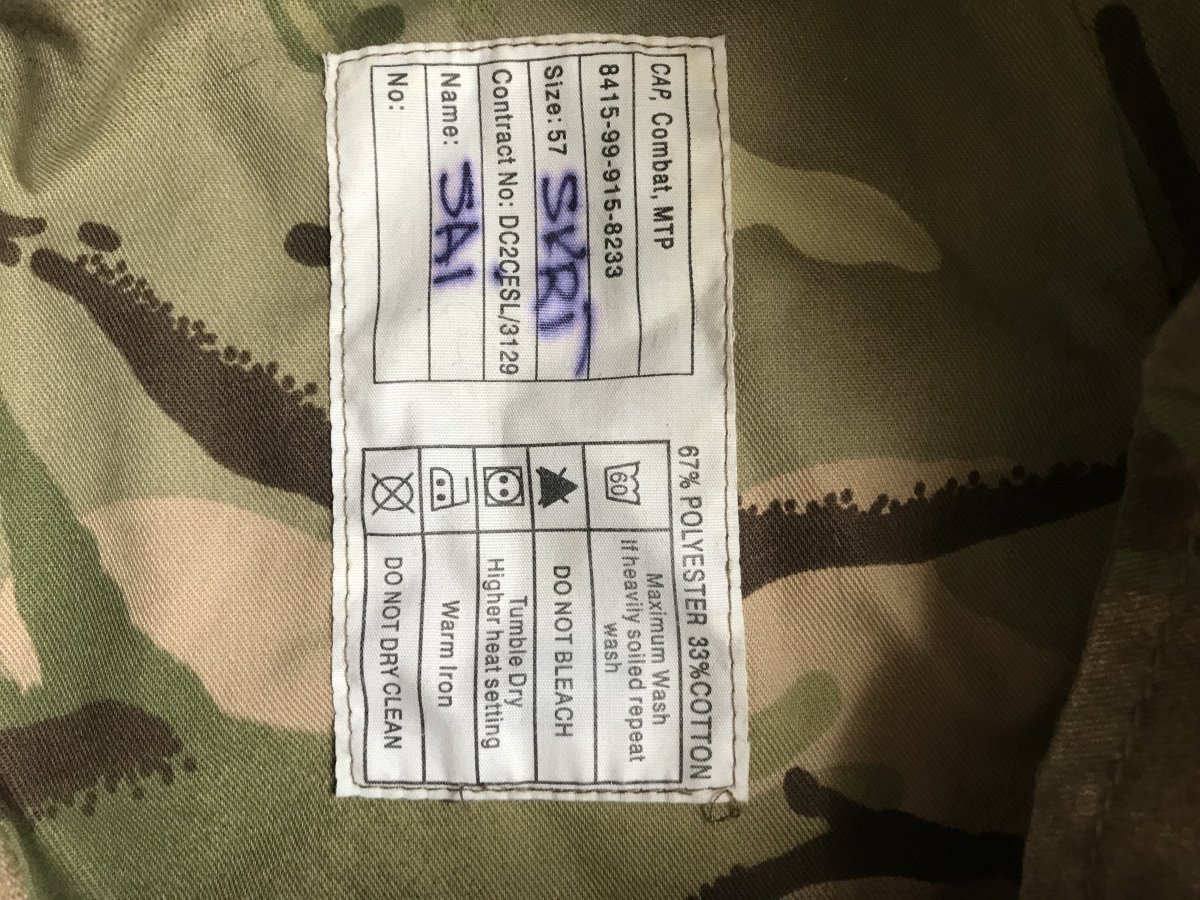 CAP, Combat, MTP
8415-99-915-8233
Size: 57
Contract No: DC2CESL/3129
Name: JAI
No:
67% POLYESTER 33%COTTON
60
Maximum Wash
if heavily soiled repeat
wash
DO NOT BLEACH
Tumble Dry
Higher heat setting
Warm Iron
DO NOT DRY CLEAN